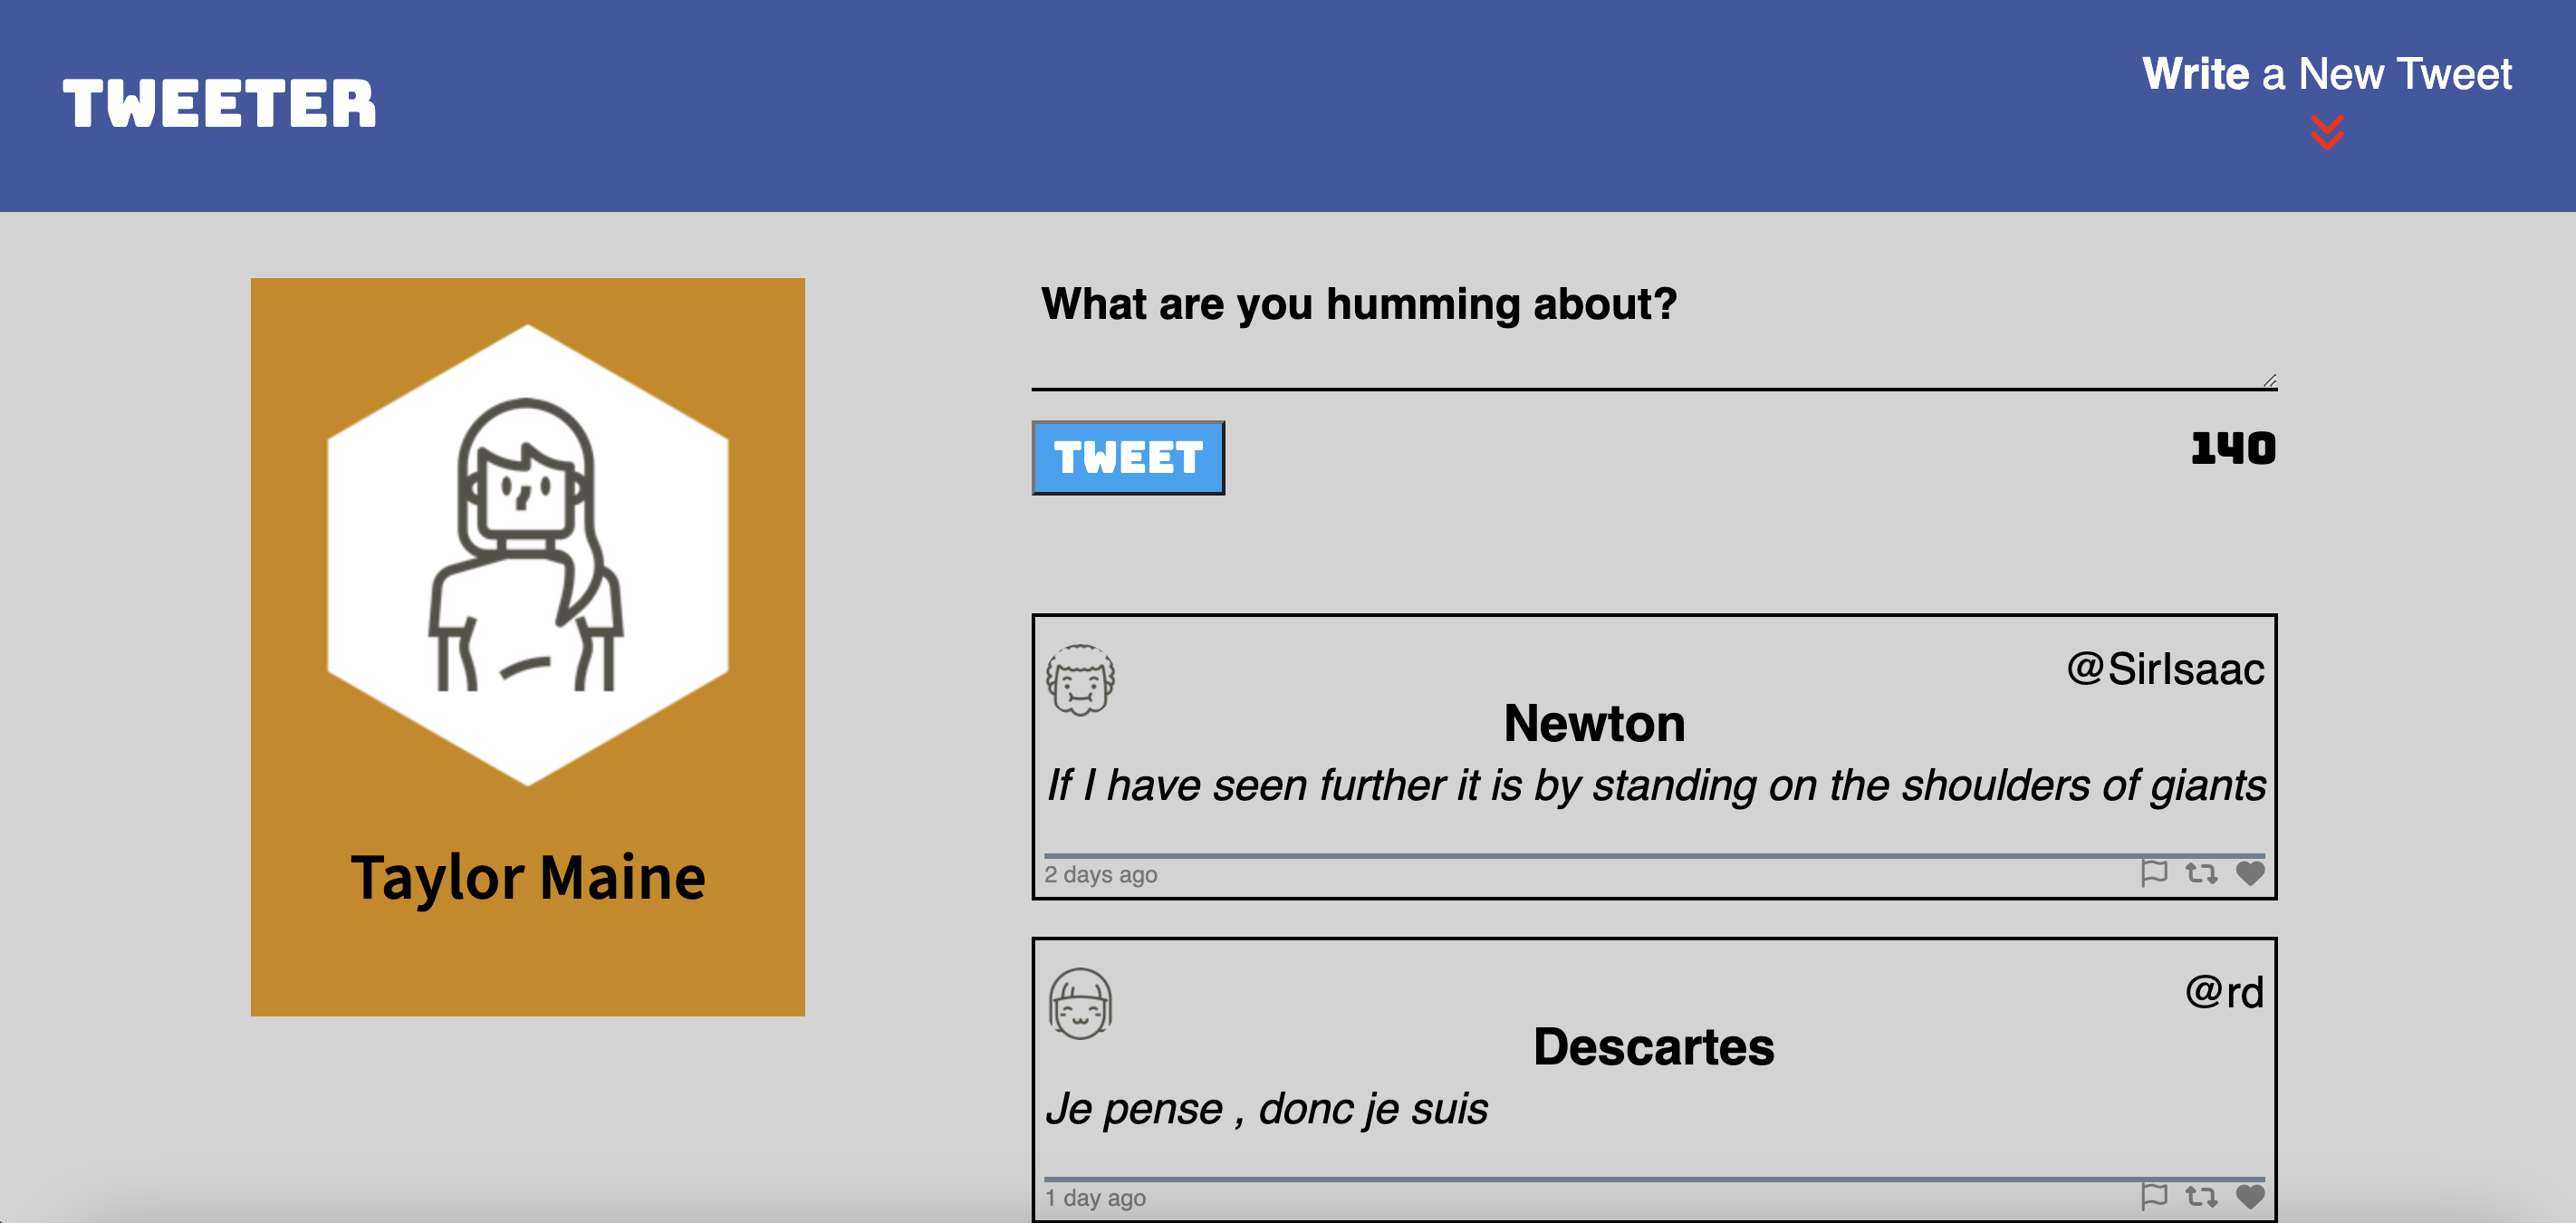 TWEETER
Write a New Tweet
Taylor Maine
What are you humming about?
TWEET
140
@SirIsaac
Newton
If I have seen further it is by standing on the shoulders of giants
2 days ago
@rd
Descartes
Je pense , donc je suis
1 day ago